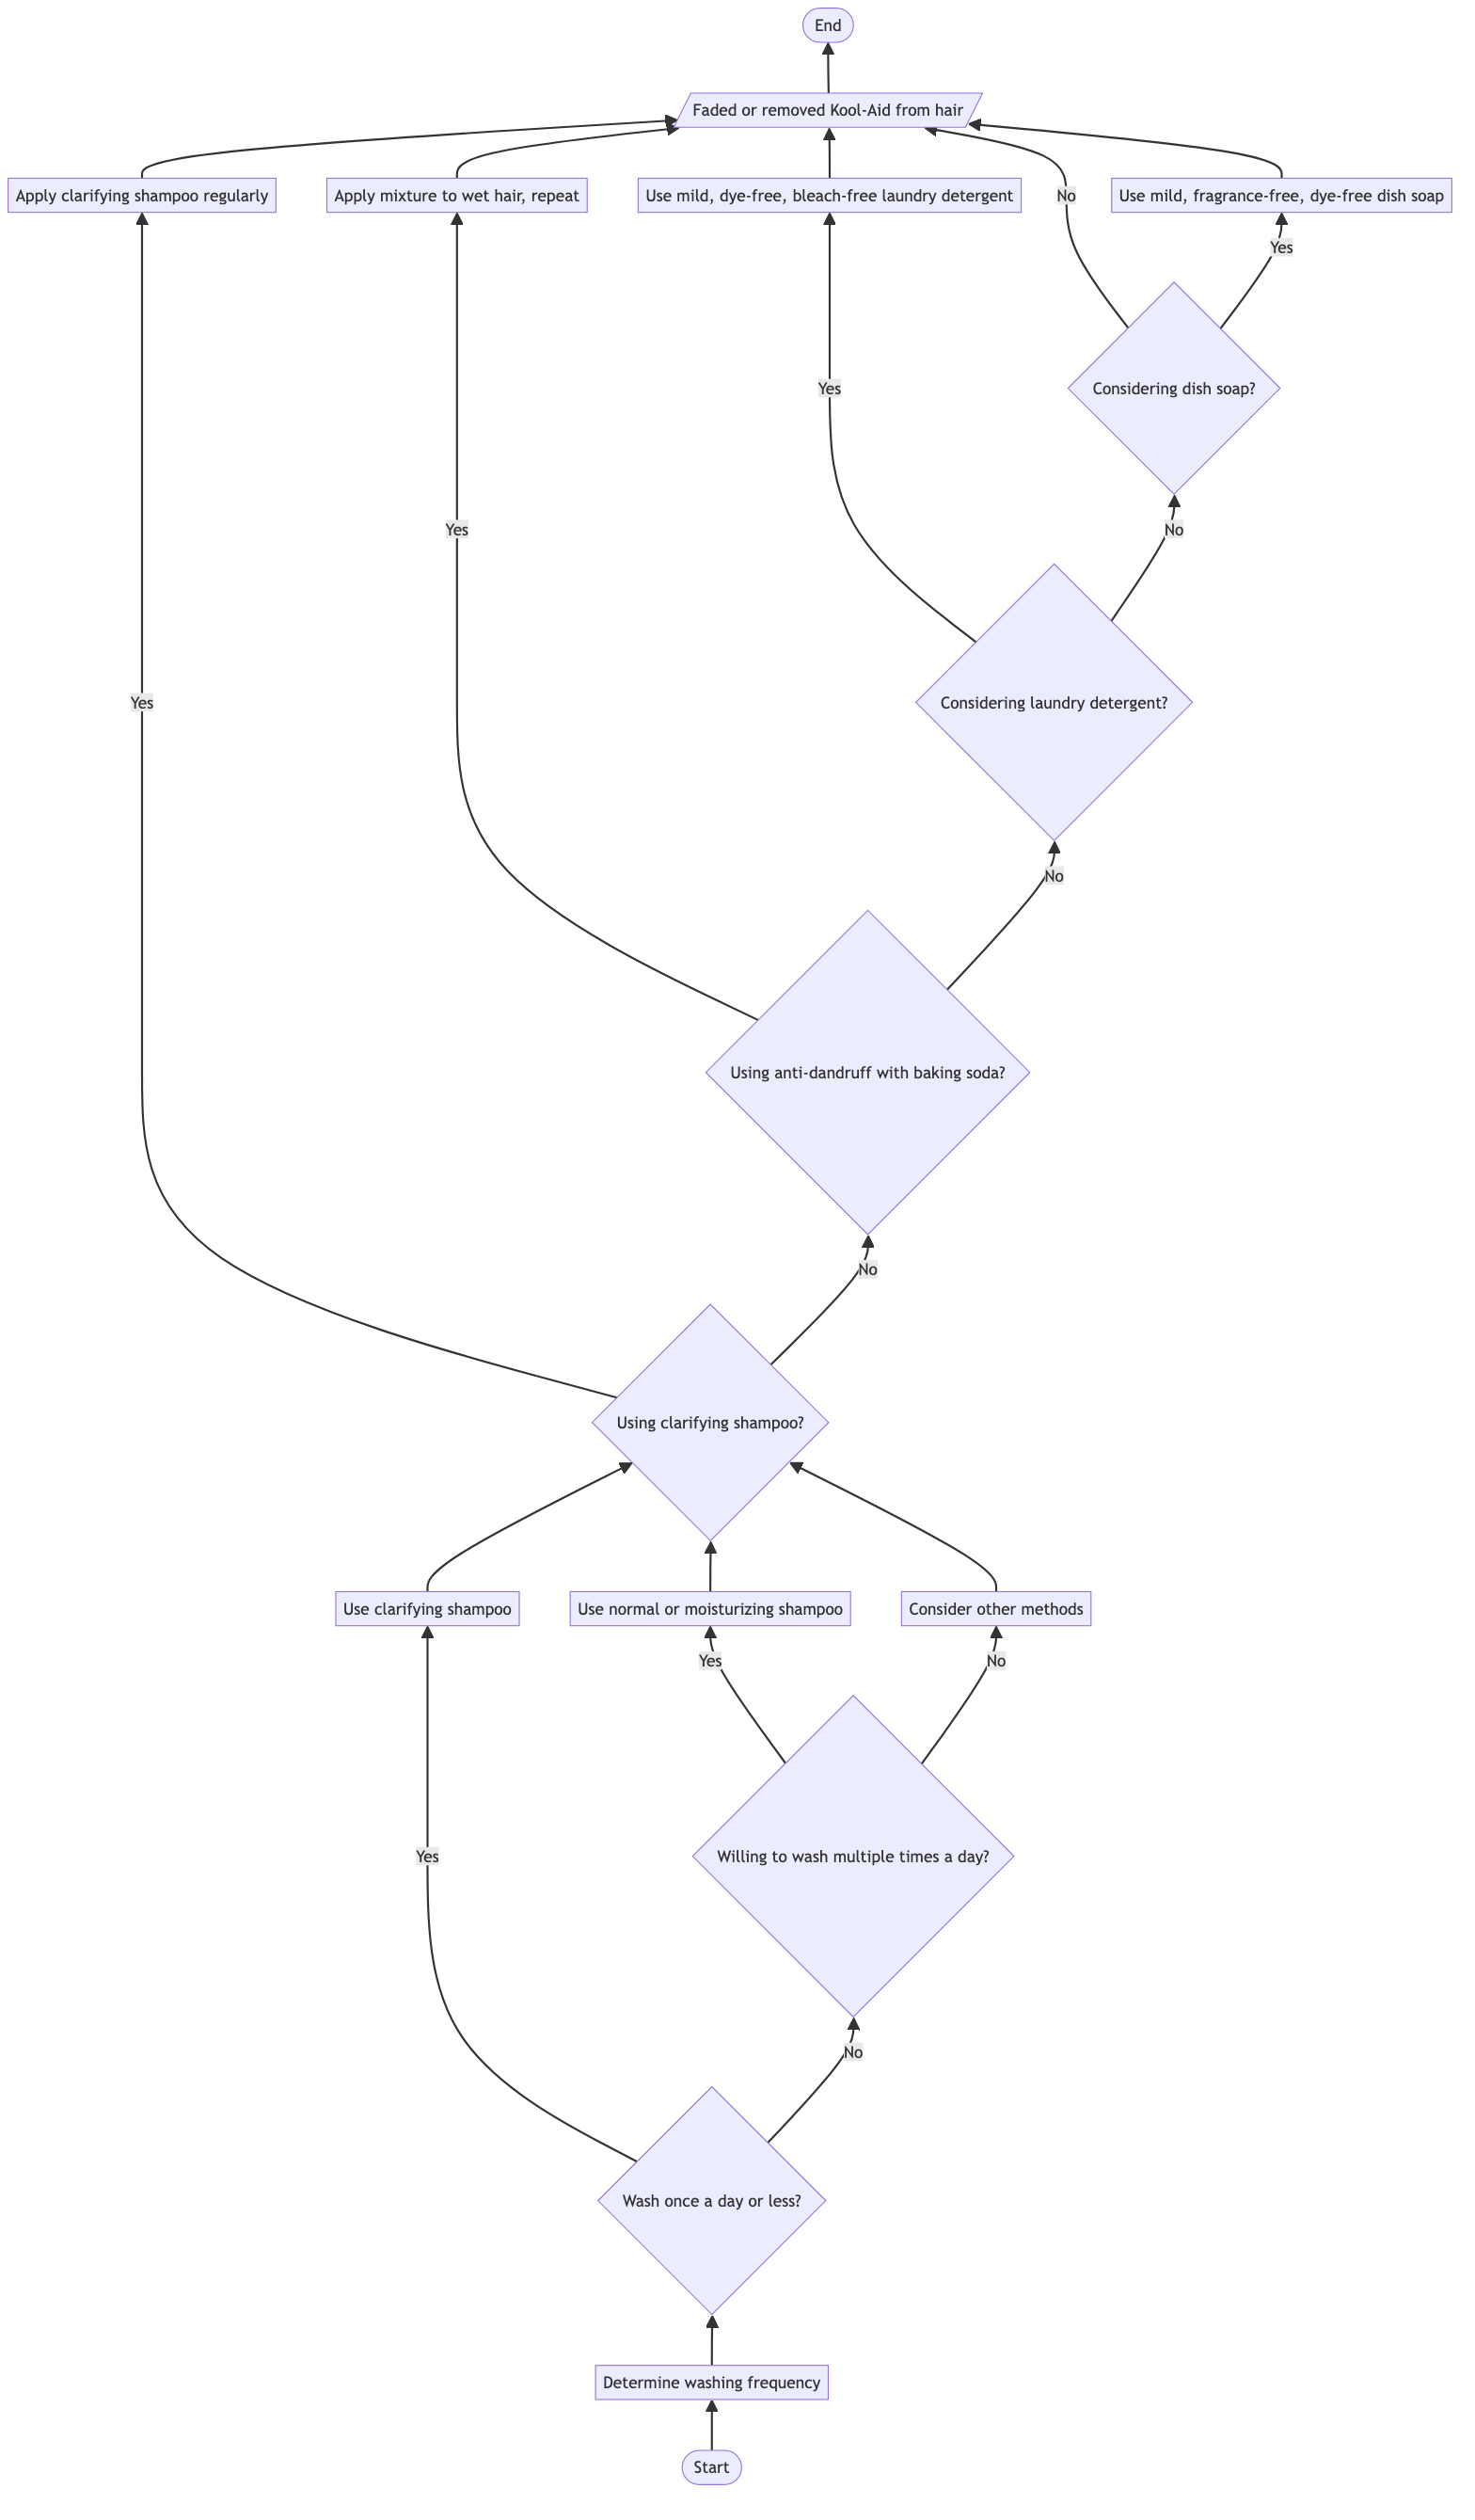 End
Faded or removed Kool-Aid from hair
Apply clarifying shampoo regularly
Apply mixture to wet hair, repeat
Use mild, dye-free, bleach-free laundry detergent
No
Use mild, fragrance-free, dye-free dish soap
Yes
Yes
Considering dish soap?
Yes
No
Yes
Considering laundry detergent?
No
Using anti-dandruff with baking soda?
No
Using clarifying shampoo?
Use clarifying shampoo
Use normal or moisturizing shampoo
Consider other methods
Yes
No
Yes
Willing to wash multiple times a day?
No
Wash once a day or less?
Determine washing frequency
Start